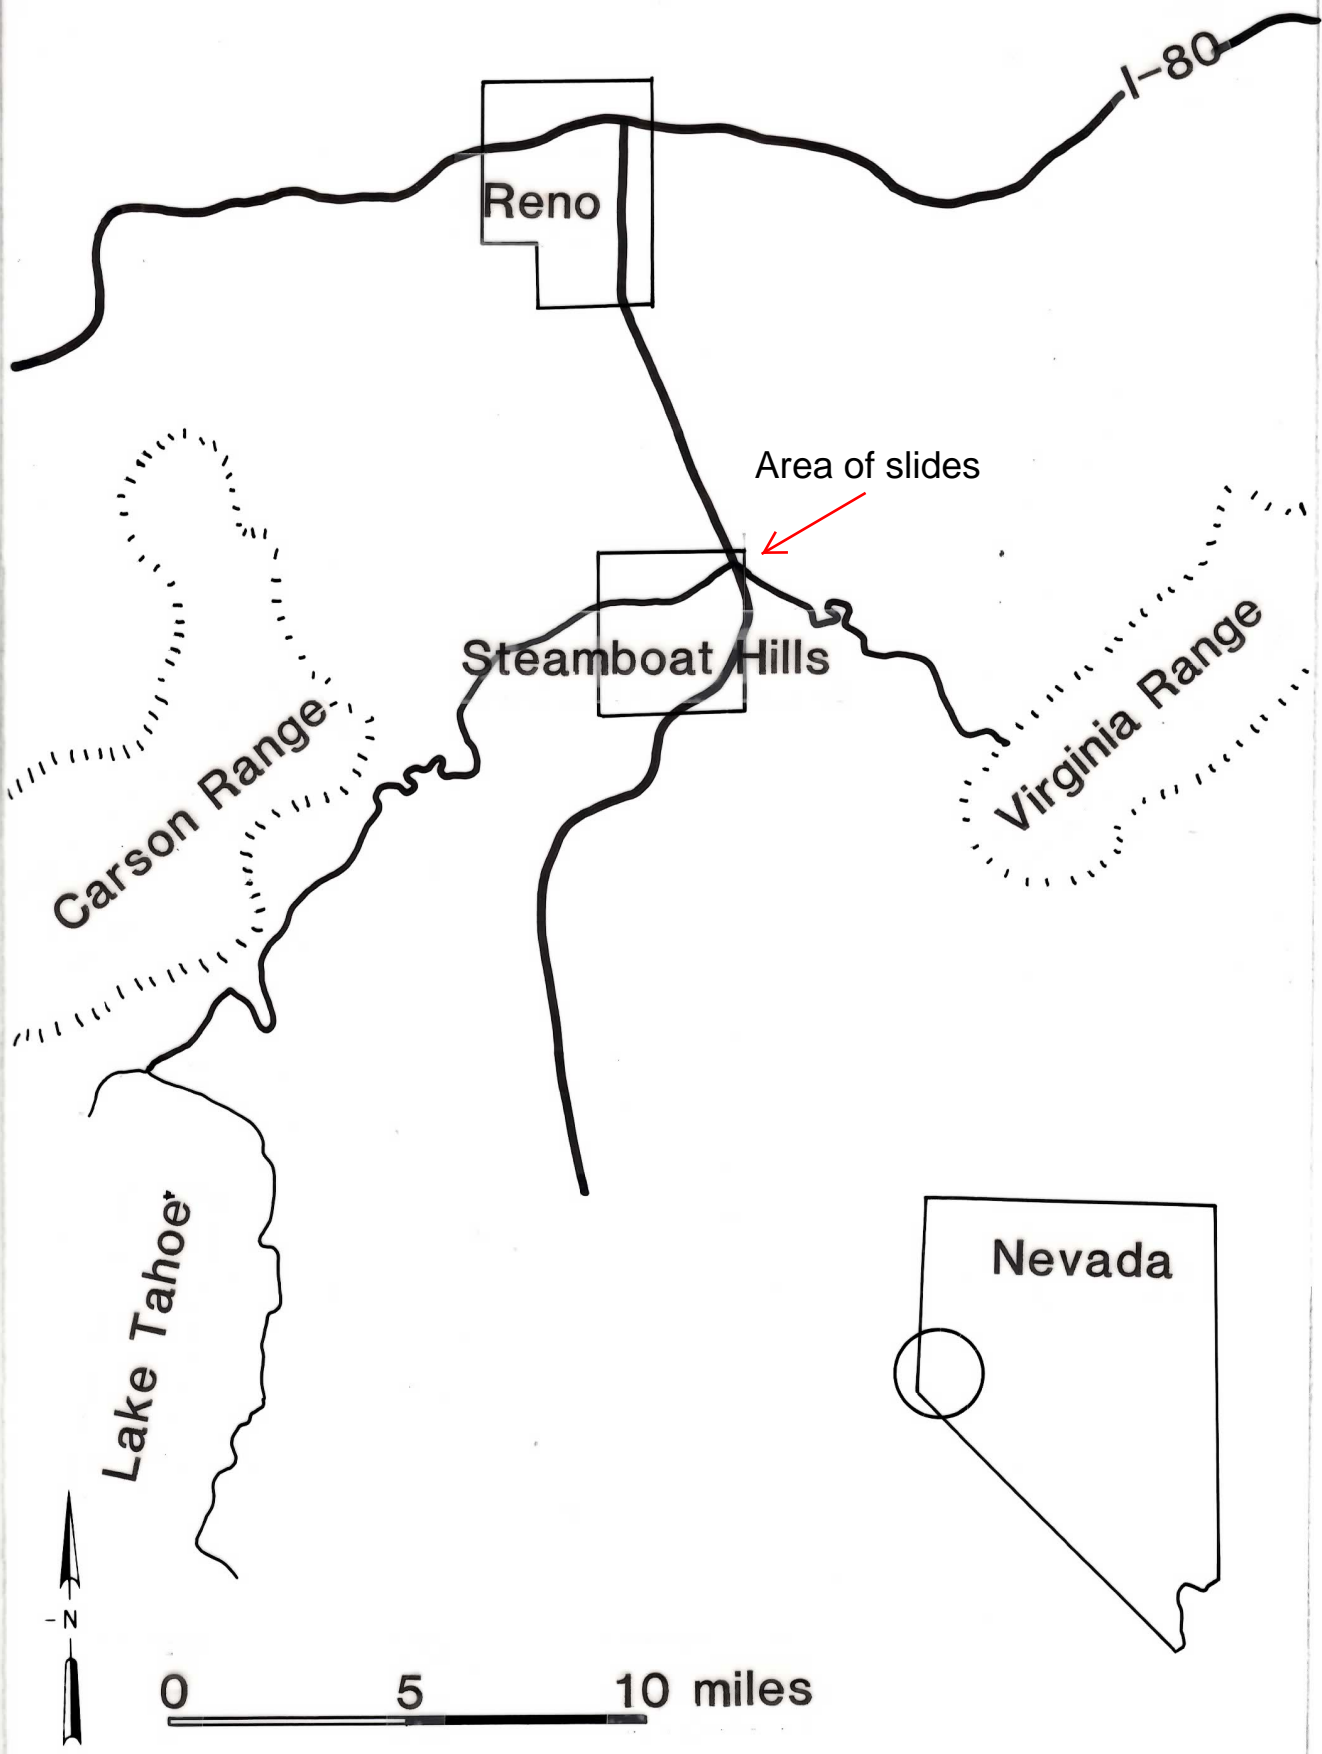 I-80
Reno
Area of slides
Steamboat Hills
Virginia Range
Carson Range
Lake Tahoe
Nevada
N
0 5 10 miles